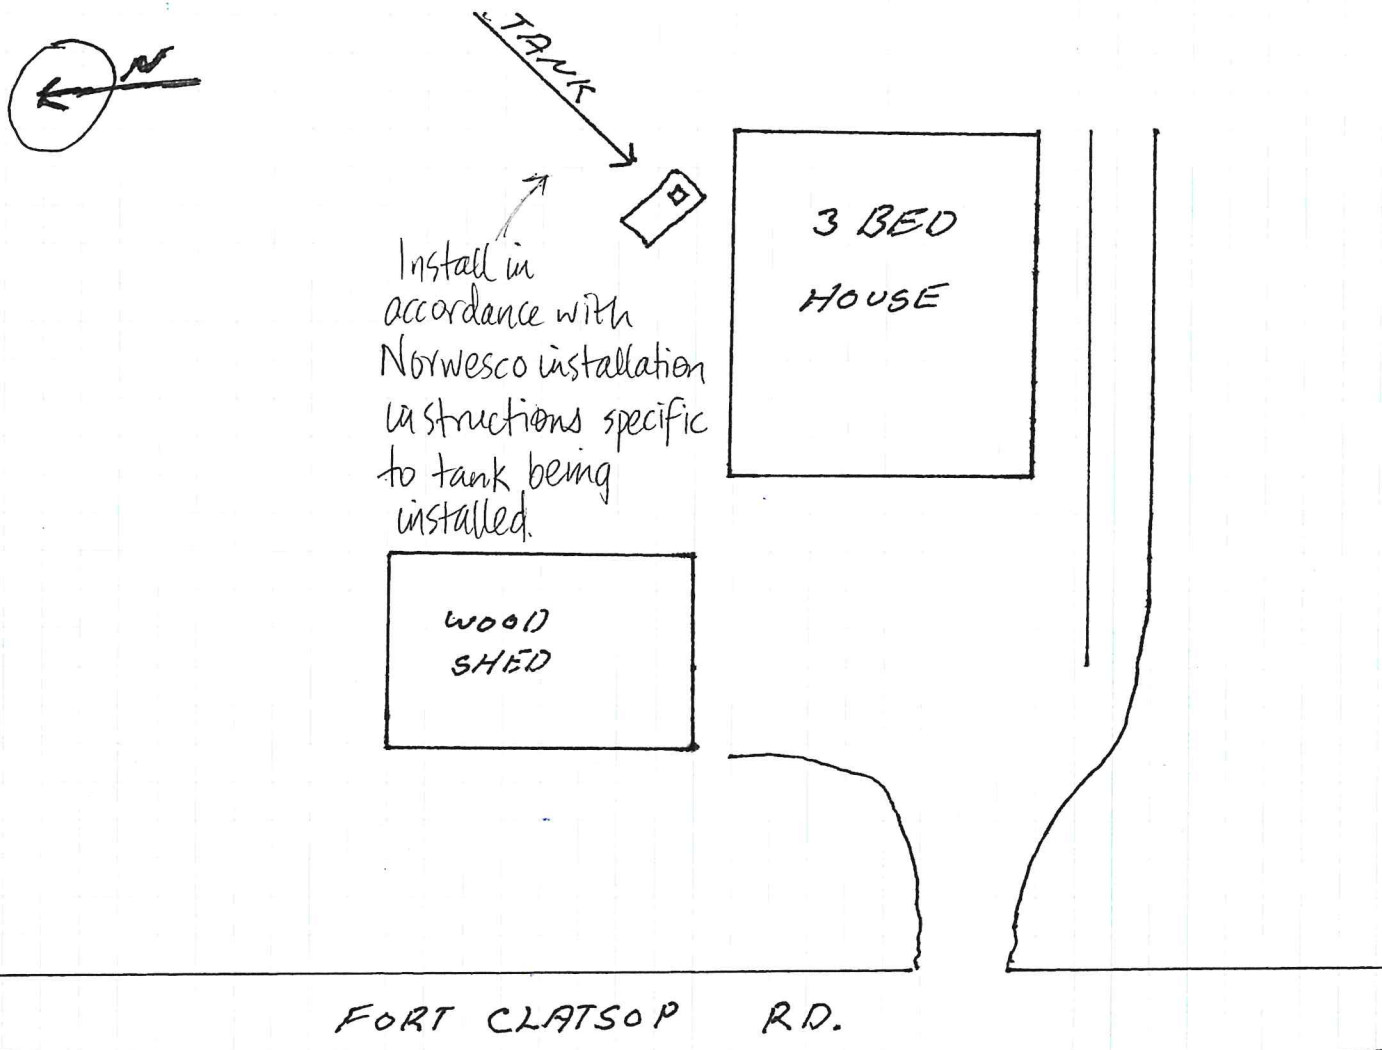 N
TANK
3 BED
HOUSE
Install in
accordance with
Norwesco installation
instructions specific
to tank being
installed.
WOOD
SHED
FORT CLATSOP RD.